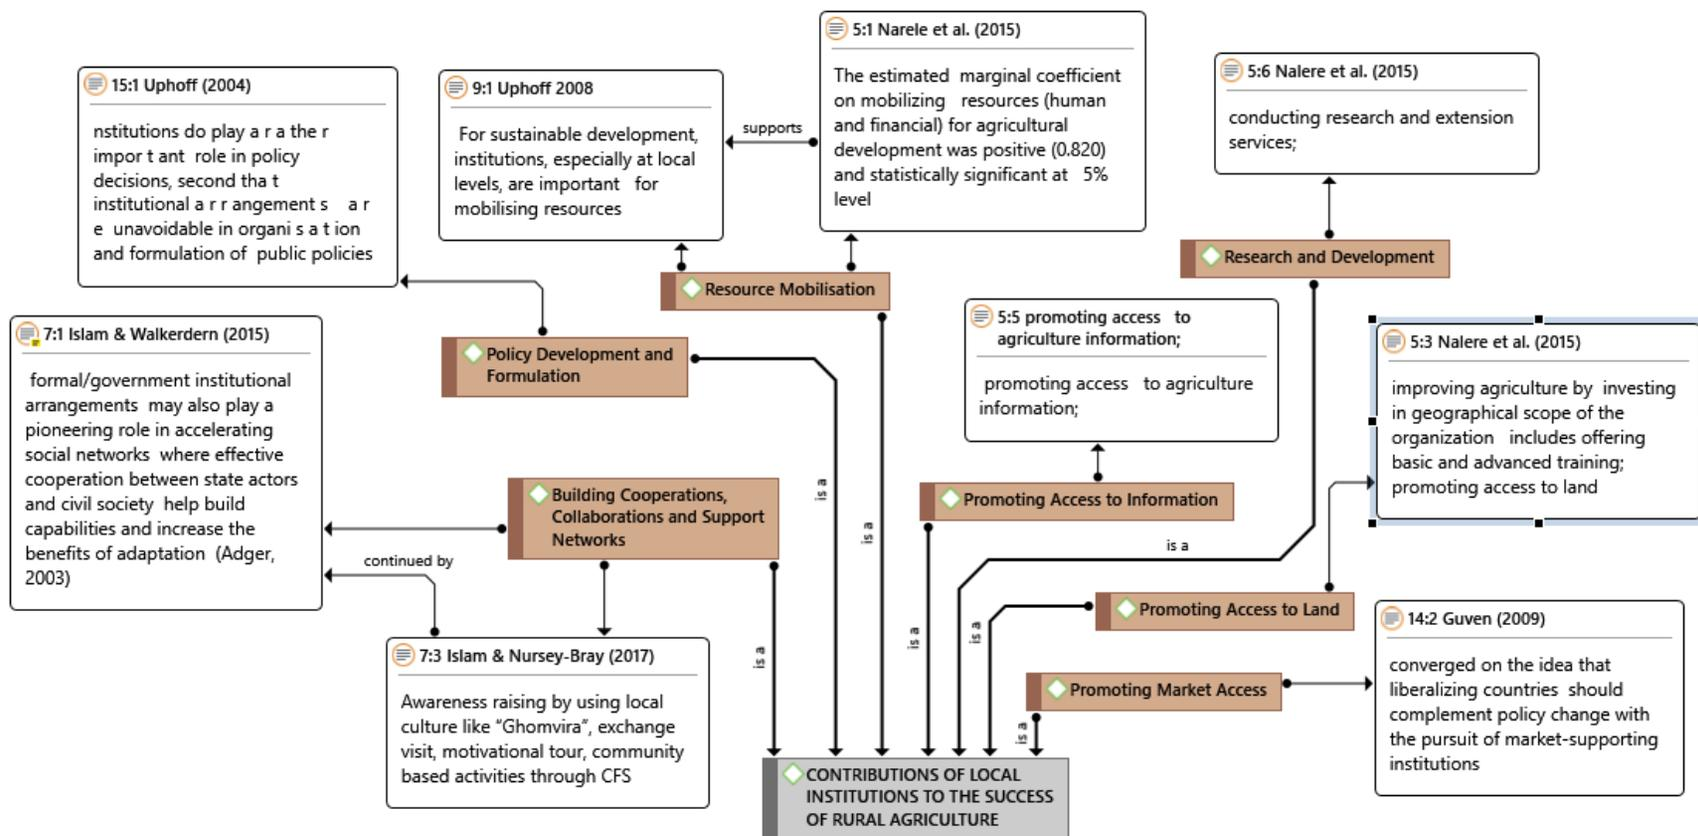 5:1 Narele et al. (2015)
The estimated marginal coefficient
on mobilizing resources (human
and financial) for agricultural
development was positive (0.820)
and statistically significant at 5%
level
15:1 Uphoff (2004)
nstitutions do play a r a the r
impor t ant role in policy
decisions, second tha t
institutional a r r angement s a r
e unavoidable in organi s a t ion
and formulation of public policies
9:1 Uphoff 2008
For sustainable development,
institutions, especially at local
levels, are important for
mobilising resources
supports
5:6 Nalere et al. (2015)
conducting research and extension
services;
Research and Development
Resource Mobilisation
5:5 promoting access to
agriculture information;
promoting access to agriculture
information;
7:1 Islam & Walkerdern (2015)
formal/government institutional
arrangements may also play a
pioneering role in accelerating
social networks where effective
cooperation between state actors
and civil society help build
capabilities and increase the
benefits of adaptation (Adger,
2003)
Policy Development and
Formulation
5:3 Nalere et al. (2015)
improving agriculture by investing
in geographical scope of the
organization includes offering
basic and advanced training;
promoting access to land
Building Cooperations,
Collaborations and Support
Networks
Promoting Access to Information
is a
is a
is a
continued by
Promoting Access to Land
14:2 Guven (2009)
converged on the idea that
liberalizing countries should
complement policy change with
the pursuit of market-supporting
institutions
7:3 Islam & Nursey-Bray (2017)
Awareness raising by using local
culture like "Ghomvira", exchange
visit, motivational tour, community
based activities through CFS
is a
is a
is a
Promoting Market Access
is a
CONTRIBUTIONS OF LOCAL
INSTITUTIONS TO THE SUCCESS
OF RURAL AGRICULTURE